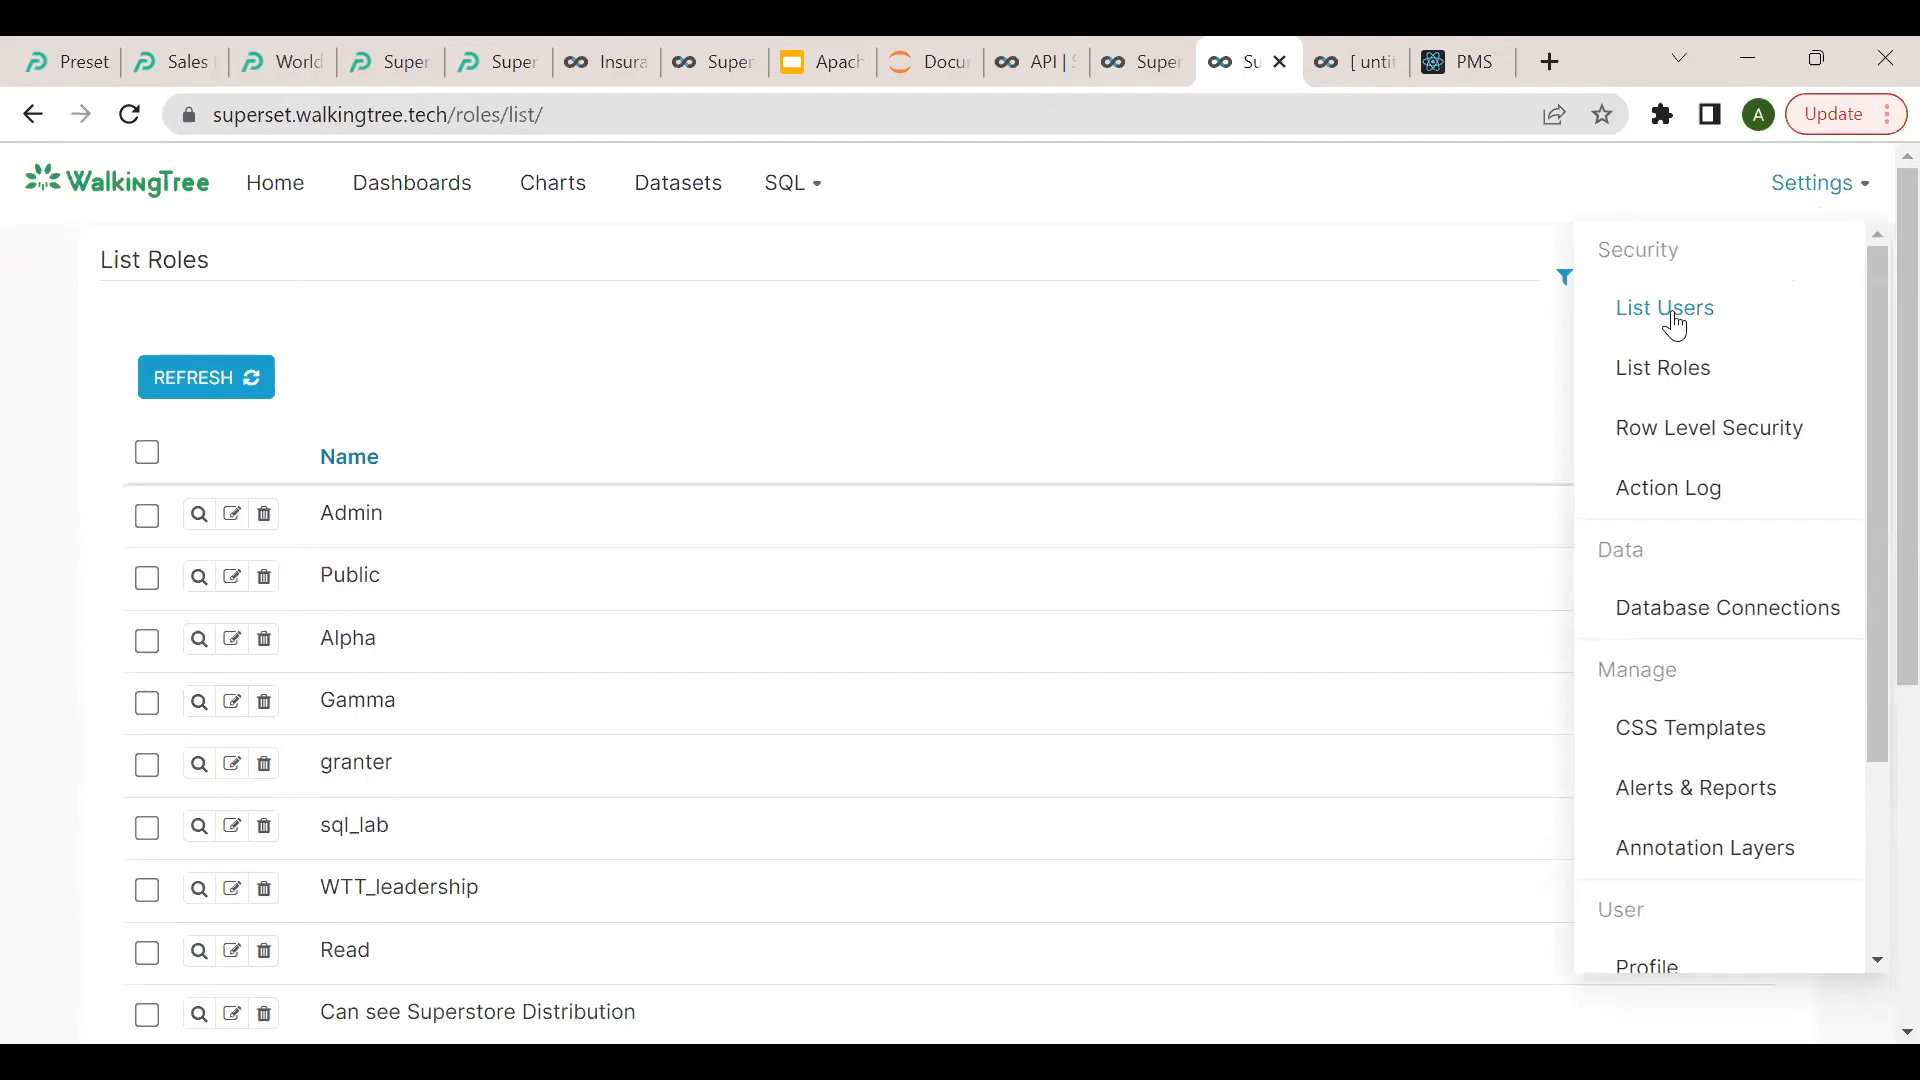 Preset
Sales
World
Super
Super
Insura
Super
Apach
Docu
API | S
Super
Su
[ untit
PMS
superset.walkingtree.tech/roles/list/
A
Update
WalkingTree
Home
Dashboards
Charts
Datasets
SQL
Settings
List Roles
REFRESH
Name
Admin
Public
Alpha
Gamma
granter
sql_lab
WTT_leadership
Read
Can see Superstore Distribution
Security
List Users
List Roles
Row Level Security
Action Log
Data
Database Connections
Manage
CSS Templates
Alerts & Reports
Annotation Layers
User
Profile